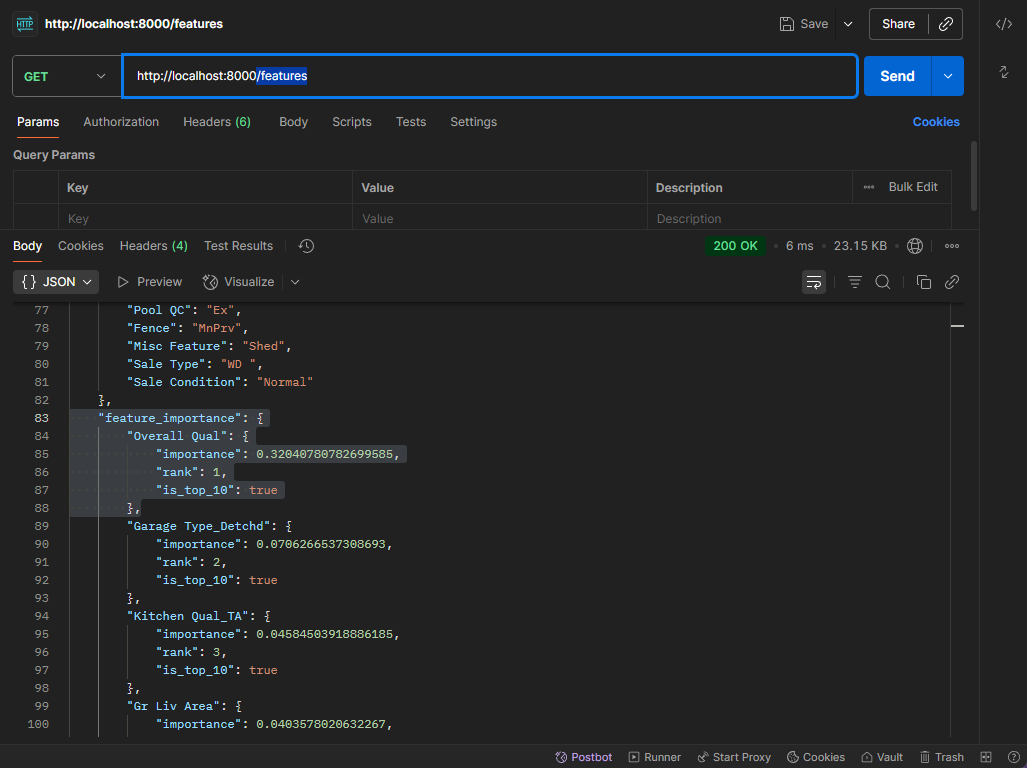 HTTP http://localhost:8000/features Save Share
GET http://localhost:8000/features Send
Params Authorization Headers (6) Body Scripts Tests Settings Cookies
Query Params
Key Value Description Bulk Edit
Key Value Description
Body Cookies Headers (4) Test Results 200 OK 6 ms 23.15 KB
{} JSON Preview Visualize
77 "Pool QC": "Ex",
78 "Fence": "MnPrv",
79 "Misc Feature": "Shed",
80 "Sale Type": "WD ",
81 "Sale Condition": "Normal"
82 },
83 "feature_importance": {
84 "Overall Qual": {
85 "importance": 0.32040780782699585,
86 "rank": 1,
87 "is_top_10": true
88 },
89 "Garage Type_Detchd": {
90 "importance": 0.0706266537308693,
91 "rank": 2,
92 "is_top_10": true
93 },
94 "Kitchen Qual_TA": {
95 "importance": 0.04584503918886185,
96 "rank": 3,
97 "is_top_10": true
98 },
99 "Gr Liv Area": {
100 "importance": 0.0403578020632267,
Postbot Runner Start Proxy Cookies Vault Trash